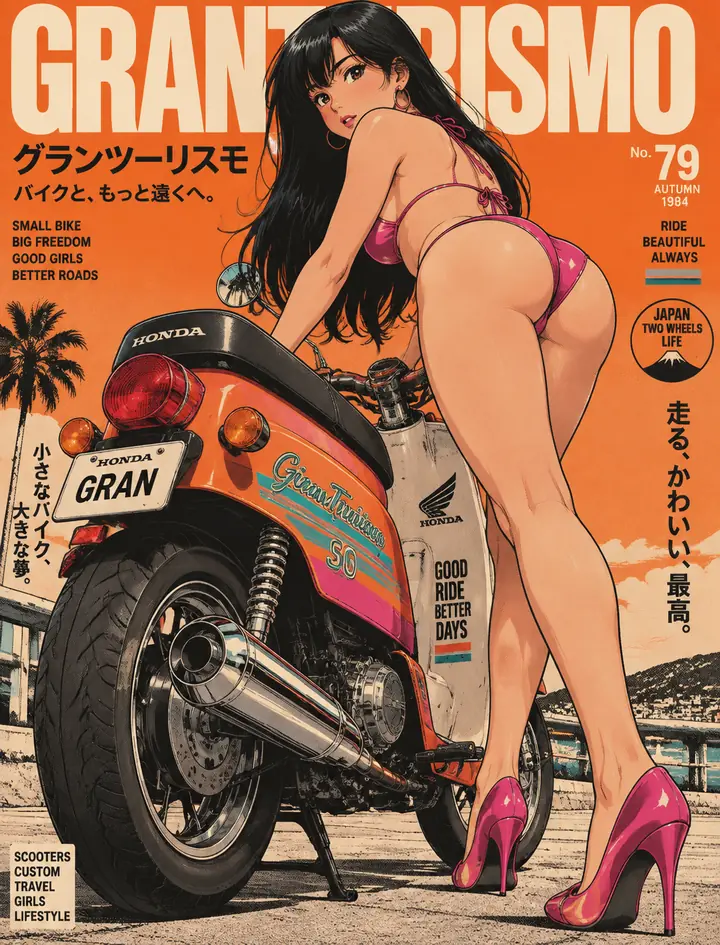 GRANTURISMO
グランツーリスモ
バイクと、もっと遠くへ。
No. 79
AUTUMN
1984
SMALL BIKE
BIG FREEDOM
GOOD GIRLS
BETTER ROADS
RIDE
BEAUTIFUL
ALWAYS
JAPAN
TWO WHEELS
LIFE
HONDA
HONDA
GRAN
小さなバイク、
大きな夢。
走る、かわいい、最高。
50
HONDA
GOOD
RIDE
BETTER
DAYS
SCOOTERS
CUSTOM
TRAVEL
GIRLS
LIFESTYLE